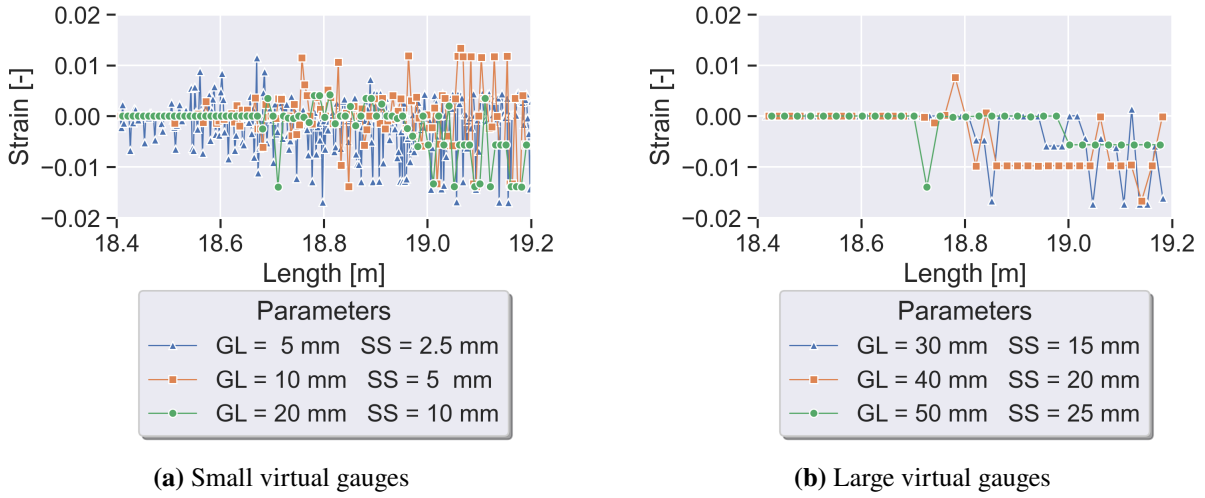 0.02
0.01
0.00
−0.01
−0.02
Strain [-]
18.4 18.6 18.8 19.0 19.2
Length [m]
Parameters
GL = 5 mm SS = 2.5 mm
GL = 10 mm SS = 5 mm
GL = 20 mm SS = 10 mm
(a) Small virtual gauges
0.02
0.01
0.00
−0.01
−0.02
Strain [-]
18.4 18.6 18.8 19.0 19.2
Length [m]
Parameters
GL = 30 mm SS = 15 mm
GL = 40 mm SS = 20 mm
GL = 50 mm SS = 25 mm
(b) Large virtual gauges